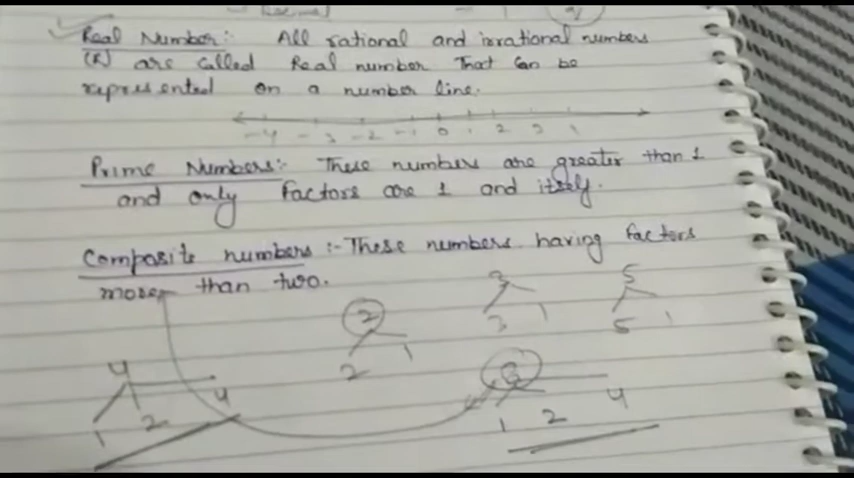 Real Number:- All rational and irrational numbers
(R) are called Real number that can be
represented on a number line.
-4 -3 -2 -1 0 1 2 3
Prime Numbers:- These numbers are greater than 1
and only factors are 1 and itself.
Composite numbers :- These numbers having factors
more than two.
2 3 5
2 1 3 1 5 1
4
1 2 4
1 2 4